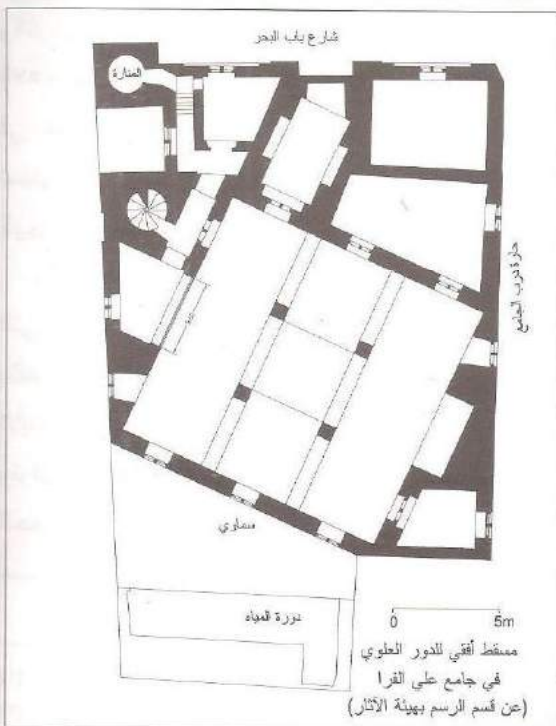 شارع باب البحر
المنارة
حارة درب الجامع
سماوي
دورة المياه
0 5m
مسقط أفقي للدور العلوي
في جامع علي الفرا
(عن قسم الرسم بهيئة الآثار)